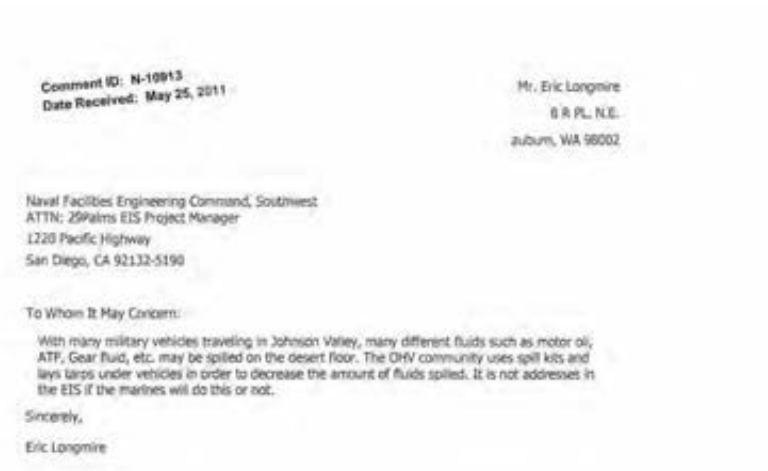 Comment ID: N-10913
Date Received: May 25, 2011
Mr. Eric Longmire
8 R PL. N.E.
auburn, WA 98002
Naval Facilities Engineering Command, Southwest
ATTN: 29Palms EIS Project Manager
1220 Pacific Highway
San Diego, CA 92132-5190
To Whom It May Concern:
With many military vehicles traveling in Johnson Valley, many different fluids such as motor oil,
ATF, Gear fluid, etc. may be spilled on the desert floor. The OHV community uses spill kits and
lays tarps under vehicles in order to decrease the amount of fluids spilled. It is not addresses in
the EIS if the marines will do this or not.
Sincerely,
Eric Longmire